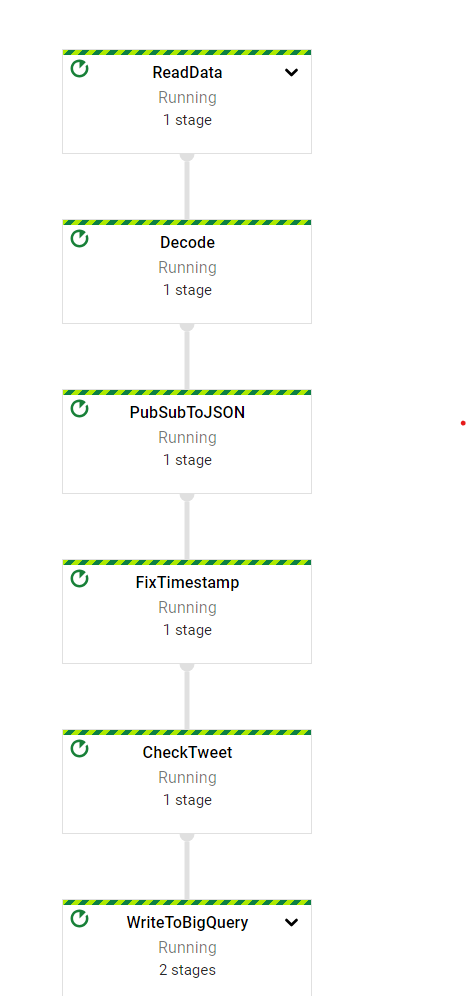 ReadData
Running
1 stage
Decode
Running
1 stage
PubSubToJSON
Running
1 stage
FixTimestamp
Running
1 stage
CheckTweet
Running
1 stage
WriteToBigQuery
Running
2 stages